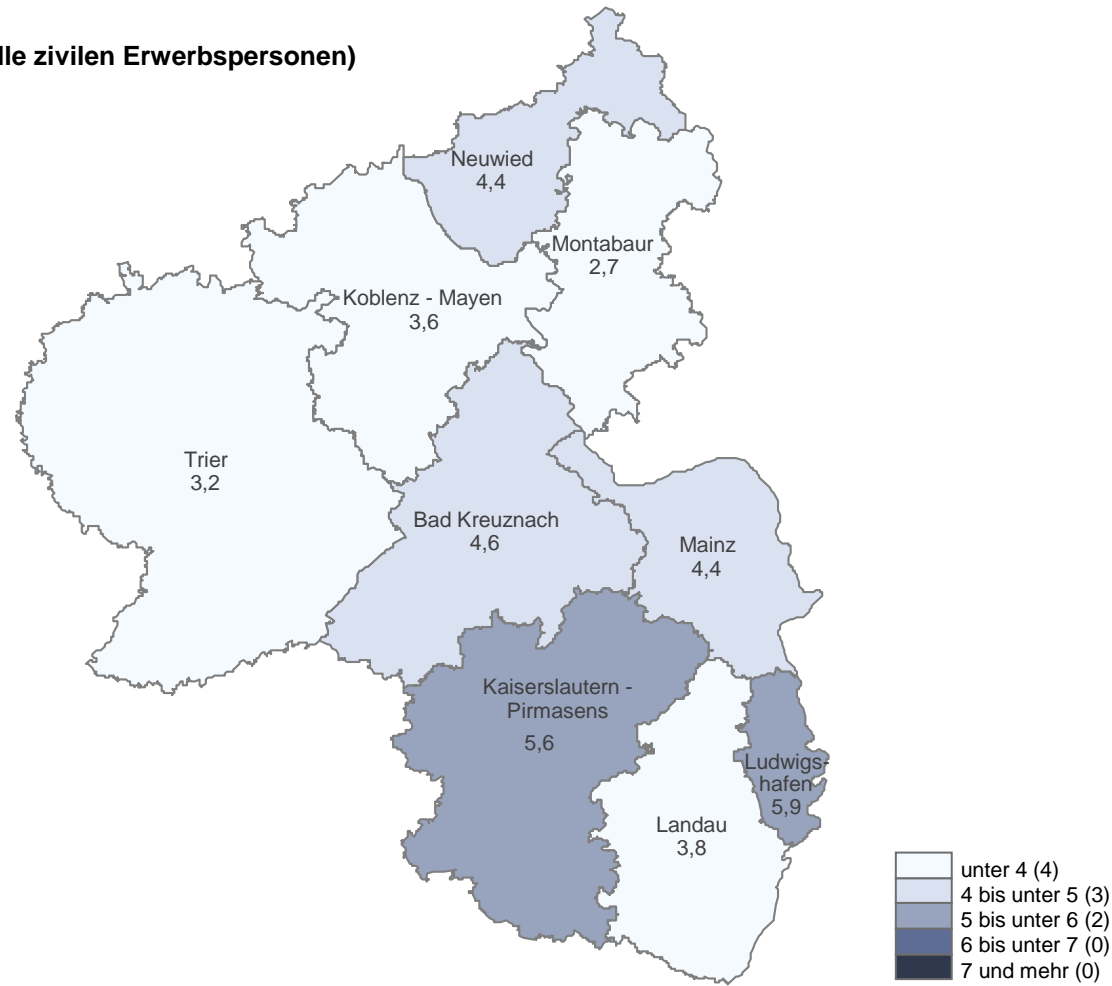 lle zivilen Erwerbspersonen)
Neuwied
4,4
Montabaur
2,7
Koblenz - Mayen
3,6
Trier
3,2
Bad Kreuznach
4,6
Mainz
4,4
Kaiserslautern -
Pirmasens
5,6
Ludwigs-
hafen
5,9
Landau
3,8
unter 4 (4)
4 bis unter 5 (3)
5 bis unter 6 (2)
6 bis unter 7 (0)
7 und mehr (0)